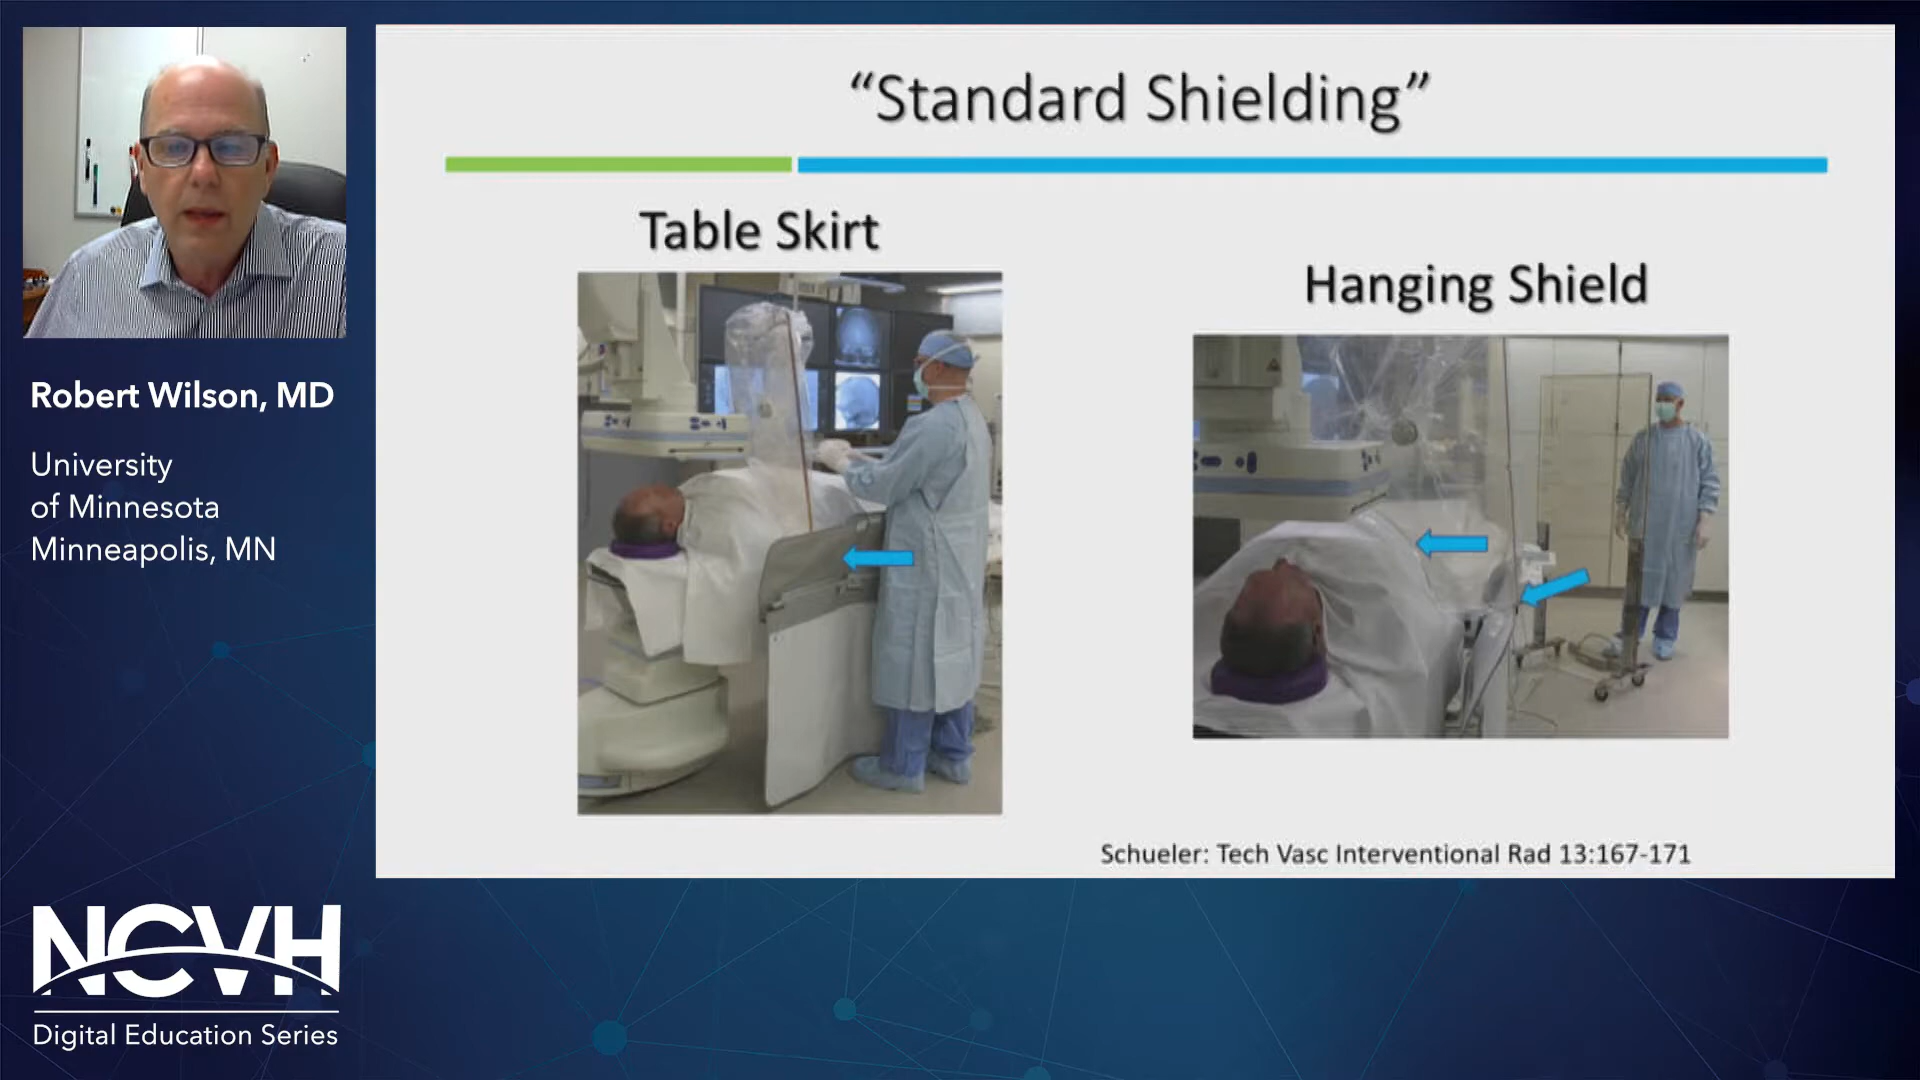 Robert Wilson, MD
University
of Minnesota
Minneapolis, MN
NCVH
Digital Education Series
“Standard Shielding”
Table Skirt
Hanging Shield
Schueler: Tech Vasc Interventional Rad 13:167-171